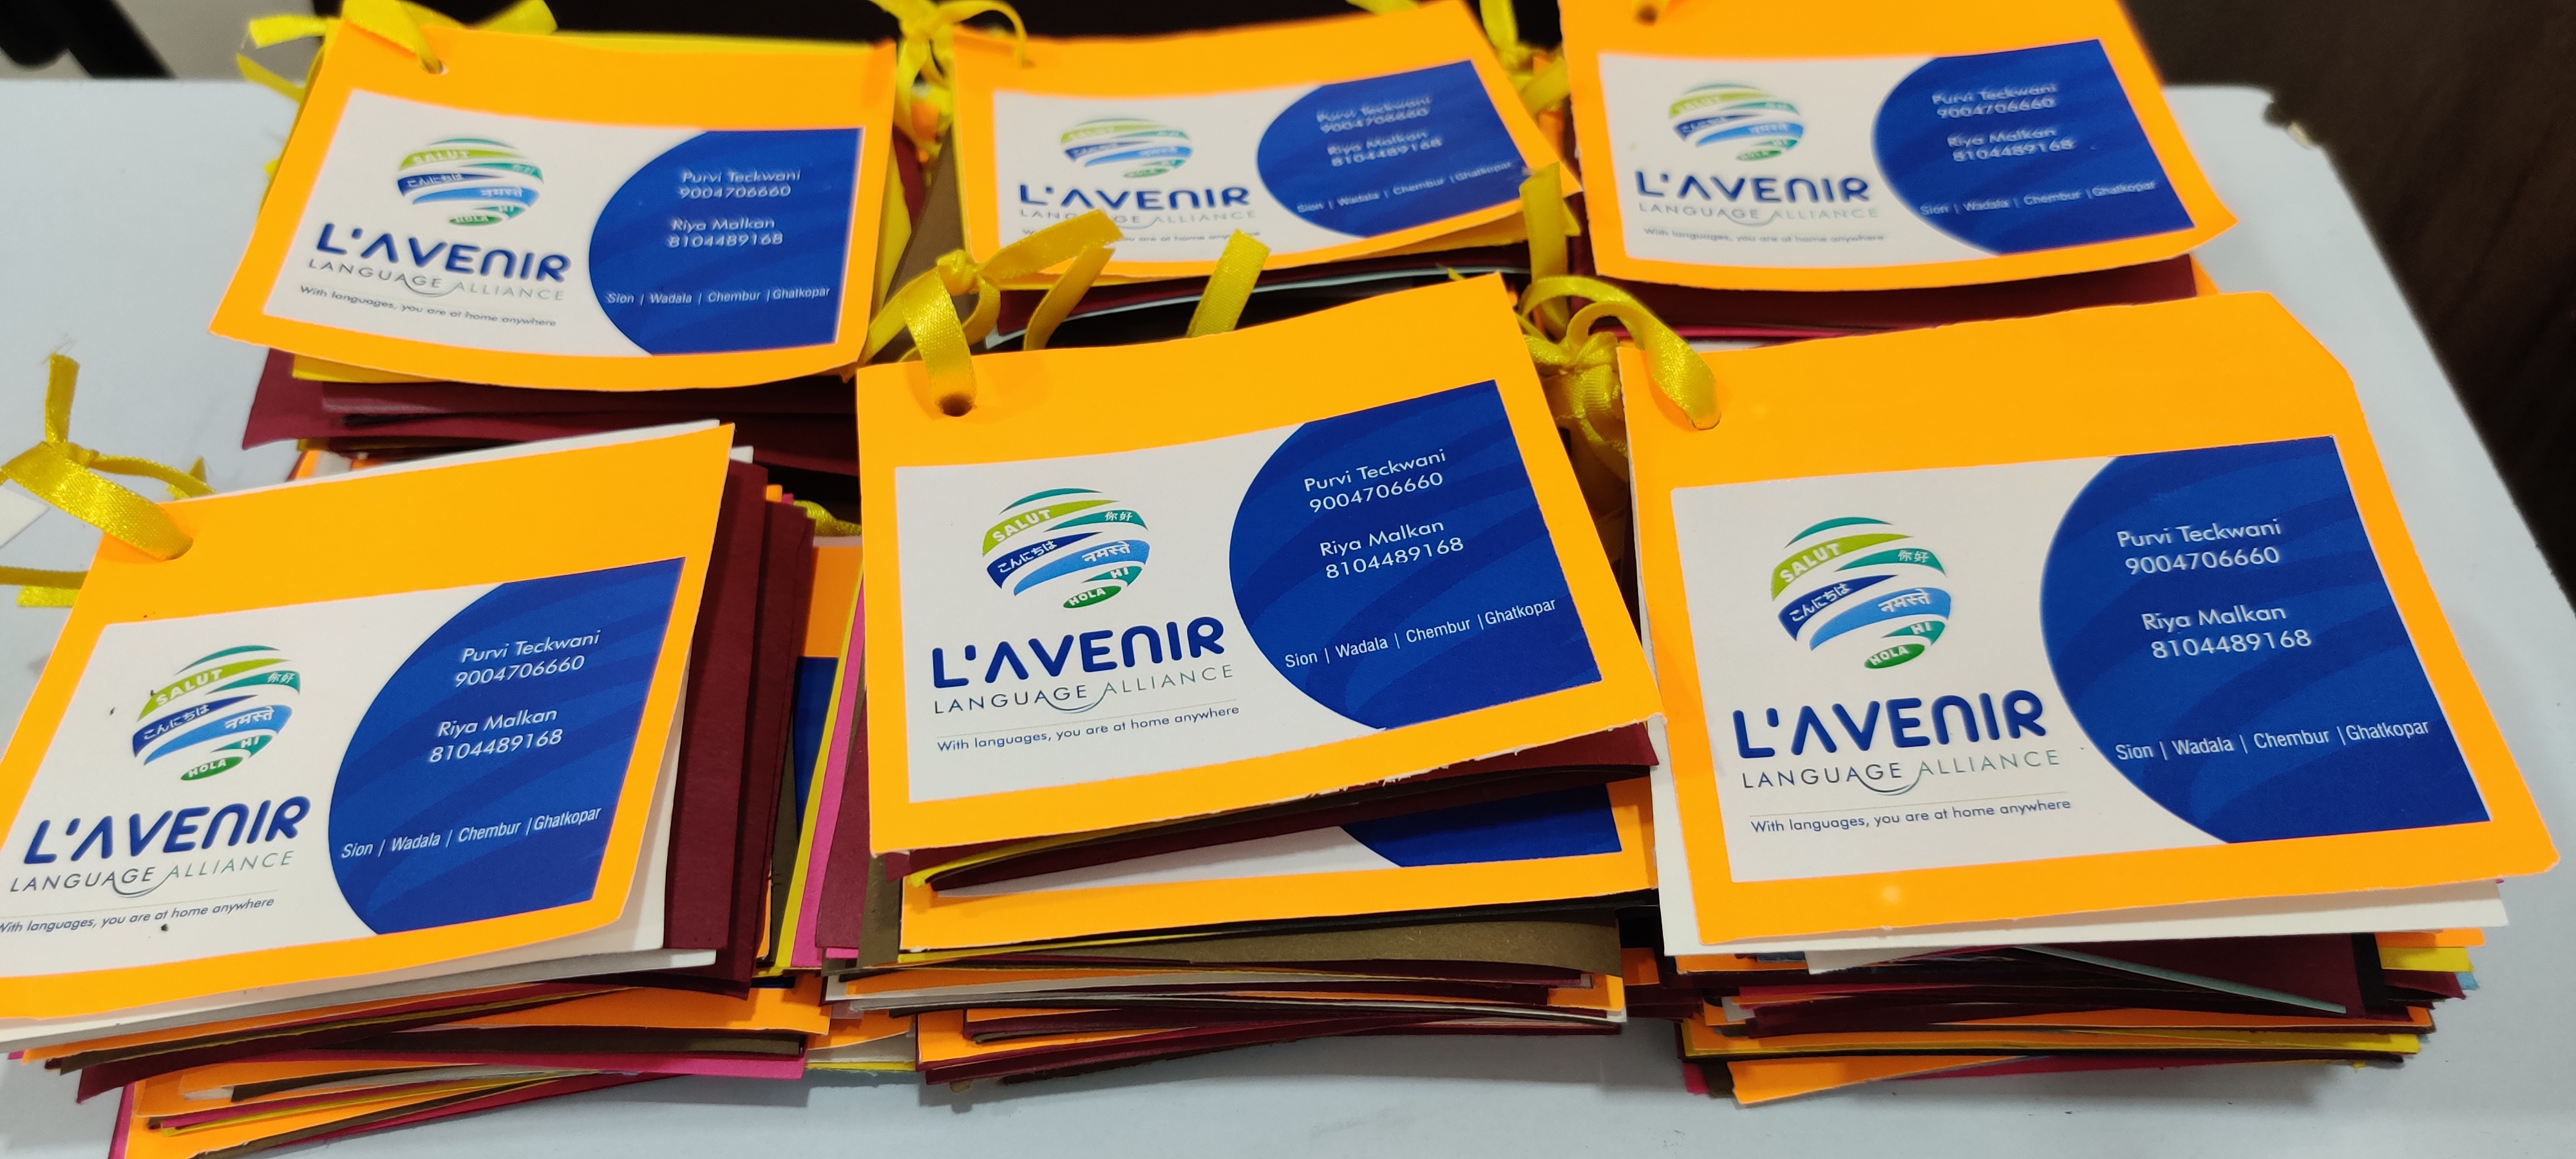 SALUT
你好
こんにちは
नमस्ते
HI
HOLA
L'AVENIR
LANGUAGE ALLIANCE
With languages, you are at home anywhere
Purvi Teckwani
9004706660
Riya Malkan
8104489168
Sion | Wadala | Chembur | Ghatkopar
SALUT
こんにちは
नमस्ते
HOLA
L'AVENIR
LANGUAGE ALLIANCE
you are at home anywhere
Purvi Teckwani
9004706660
Riya Malkan
8104489168
Sion | Wadala | Chembur | Ghatkopar
SALUT
こんにちは
नमस्ते
HOLA
HI
L'AVENIR
LANGUAGE ALLIANCE
With languages, you are at home anywhere
Purvi Teckwani
9004706660
Riya Malkan
8104489168
Sion | Wadala | Chembur | Ghatkopar
SALUT
你好
こんにちは
नमस्ते
HI
HOLA
L'AVENIR
LANGUAGE ALLIANCE
With languages, you are at home anywhere
Purvi Teckwani
9004706660
Riya Malkan
8104489168
Sion | Wadala | Chembur | Ghatkopar
SALUT
你好
こんにちは
नमस्ते
HI
HOLA
L'AVENIR
LANGUAGE ALLIANCE
With languages, you are at home anywhere
Purvi Teckwani
9004706660
Riya Malkan
8104489168
Sion | Wadala | Chembur | Ghatkopar
SALUT
你好
こんにちは
नमस्ते
HI
HOLA
L'AVENIR
LANGUAGE ALLIANCE
With languages, you are at home anywhere
Purvi Teckwani
9004706660
Riya Malkan
8104489168
Sion | Wadala | Chembur | Ghatkopar